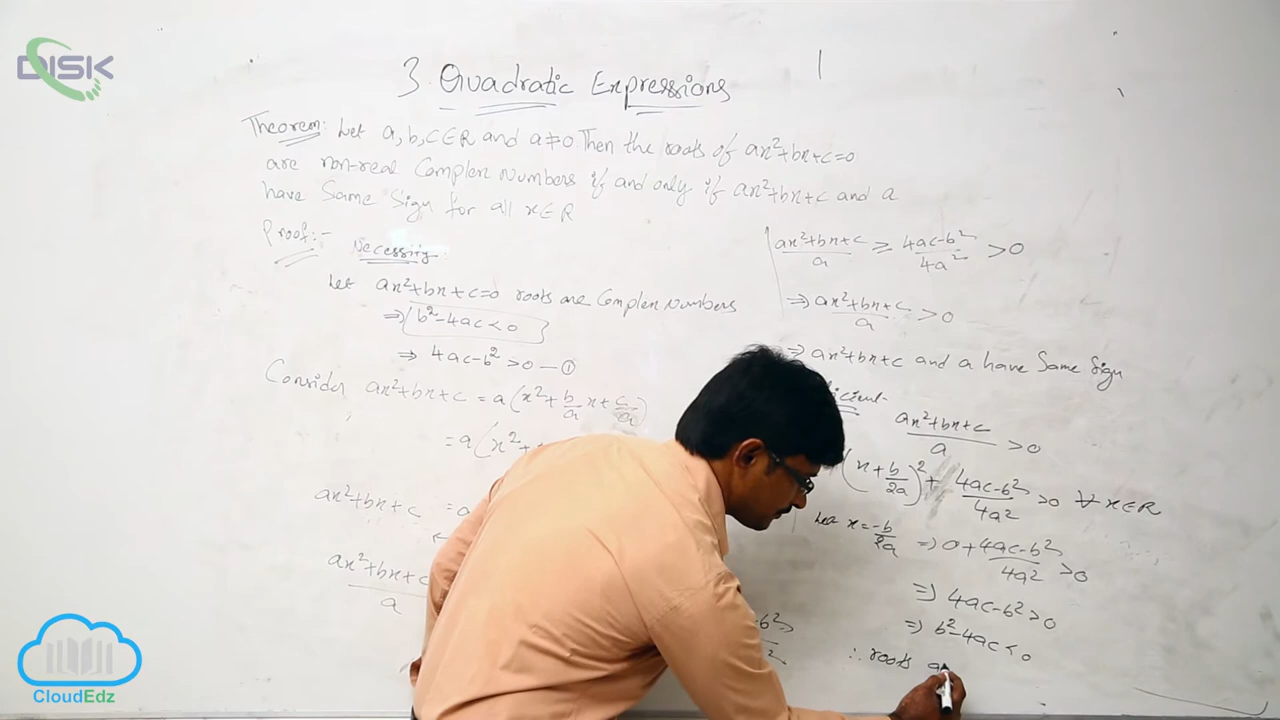 DISK
3. Quadratic Expressions
Theorem: Let a, b, c ∈ R and a ≠ 0. Then the roots of ax²+bx+c=0
are non-real Complex Numbers if and only if ax²+bx+c and a
have Same Sign for all x ∈ R
Proof:-
Necessity
Let ax²+bx+c=0 roots are Complex Numbers
⇒ b²-4ac<0
⇒ 4ac-b²>0 — ①
Consider ax²+bx+c = a(x²+b/a x+c/a)
= a(x²+
ax²+bx+c = a
ax²+bx+c
a
(ax²+bx+c)/a ≥ (4ac-b²)/4a² > 0
⇒ (ax²+bx+c)/a > 0
⇒ ax²+bx+c and a have Same Sign
(ax²+bx+c)/a > 0
(x+b/2a)² + (4ac-b²)/4a² > 0 ∀ x ∈ R
Let x = -b/2a ⇒ 0+(4ac-b²)/4a² > 0
⇒ 4ac-b²>0
⇒ b²-4ac<0
∴ roots a
CloudEdz